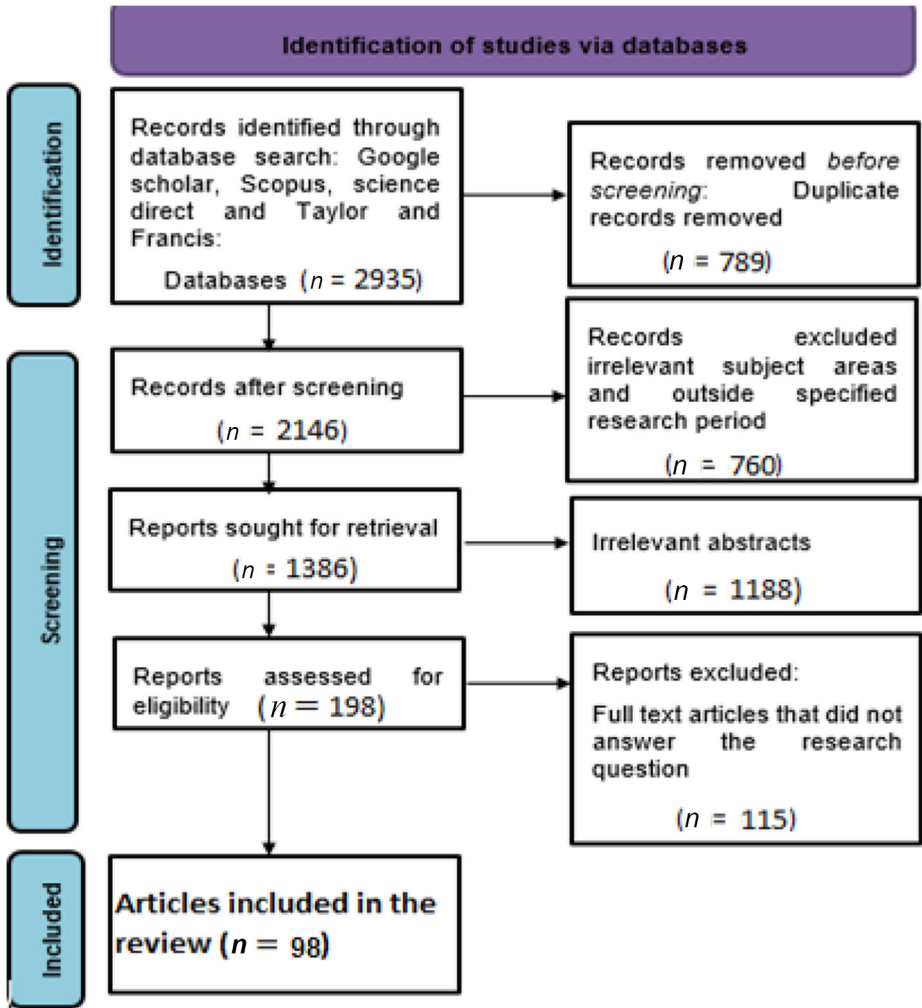 Identification of studies via databases
Identification
Records identified through
database search: Google
scholar, Scopus, science
direct and Taylor and
Francis:
Databases (n = 2935)
Records removed before
screening: Duplicate
records removed
(n = 789)
Screening
Records after screening
(n = 2146)
Records excluded
irrelevant subject areas
and outside specified
research period
(n = 760)
Reports sought for retrieval
(n = 1386)
Irrelevant abstracts
(n = 1188)
Reports assessed for
eligibility (n = 198)
Reports excluded:
Full text articles that did not
answer the research
question
(n = 115)
Included
Articles included in the
review (n = 98)